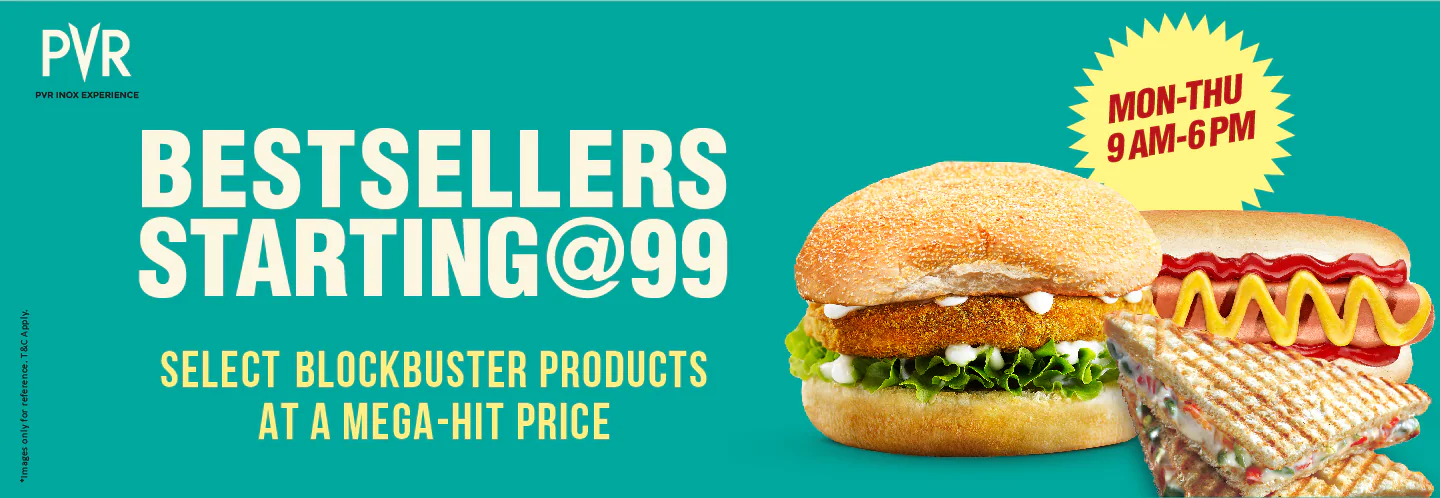 PVR
PVR INOX EXPERIENCE
BESTSELLERS
STARTING@99
SELECT BLOCKBUSTER PRODUCTS
AT A MEGA-HIT PRICE
MON-THU
9 AM-6 PM
*Images only for reference. T&C Apply.